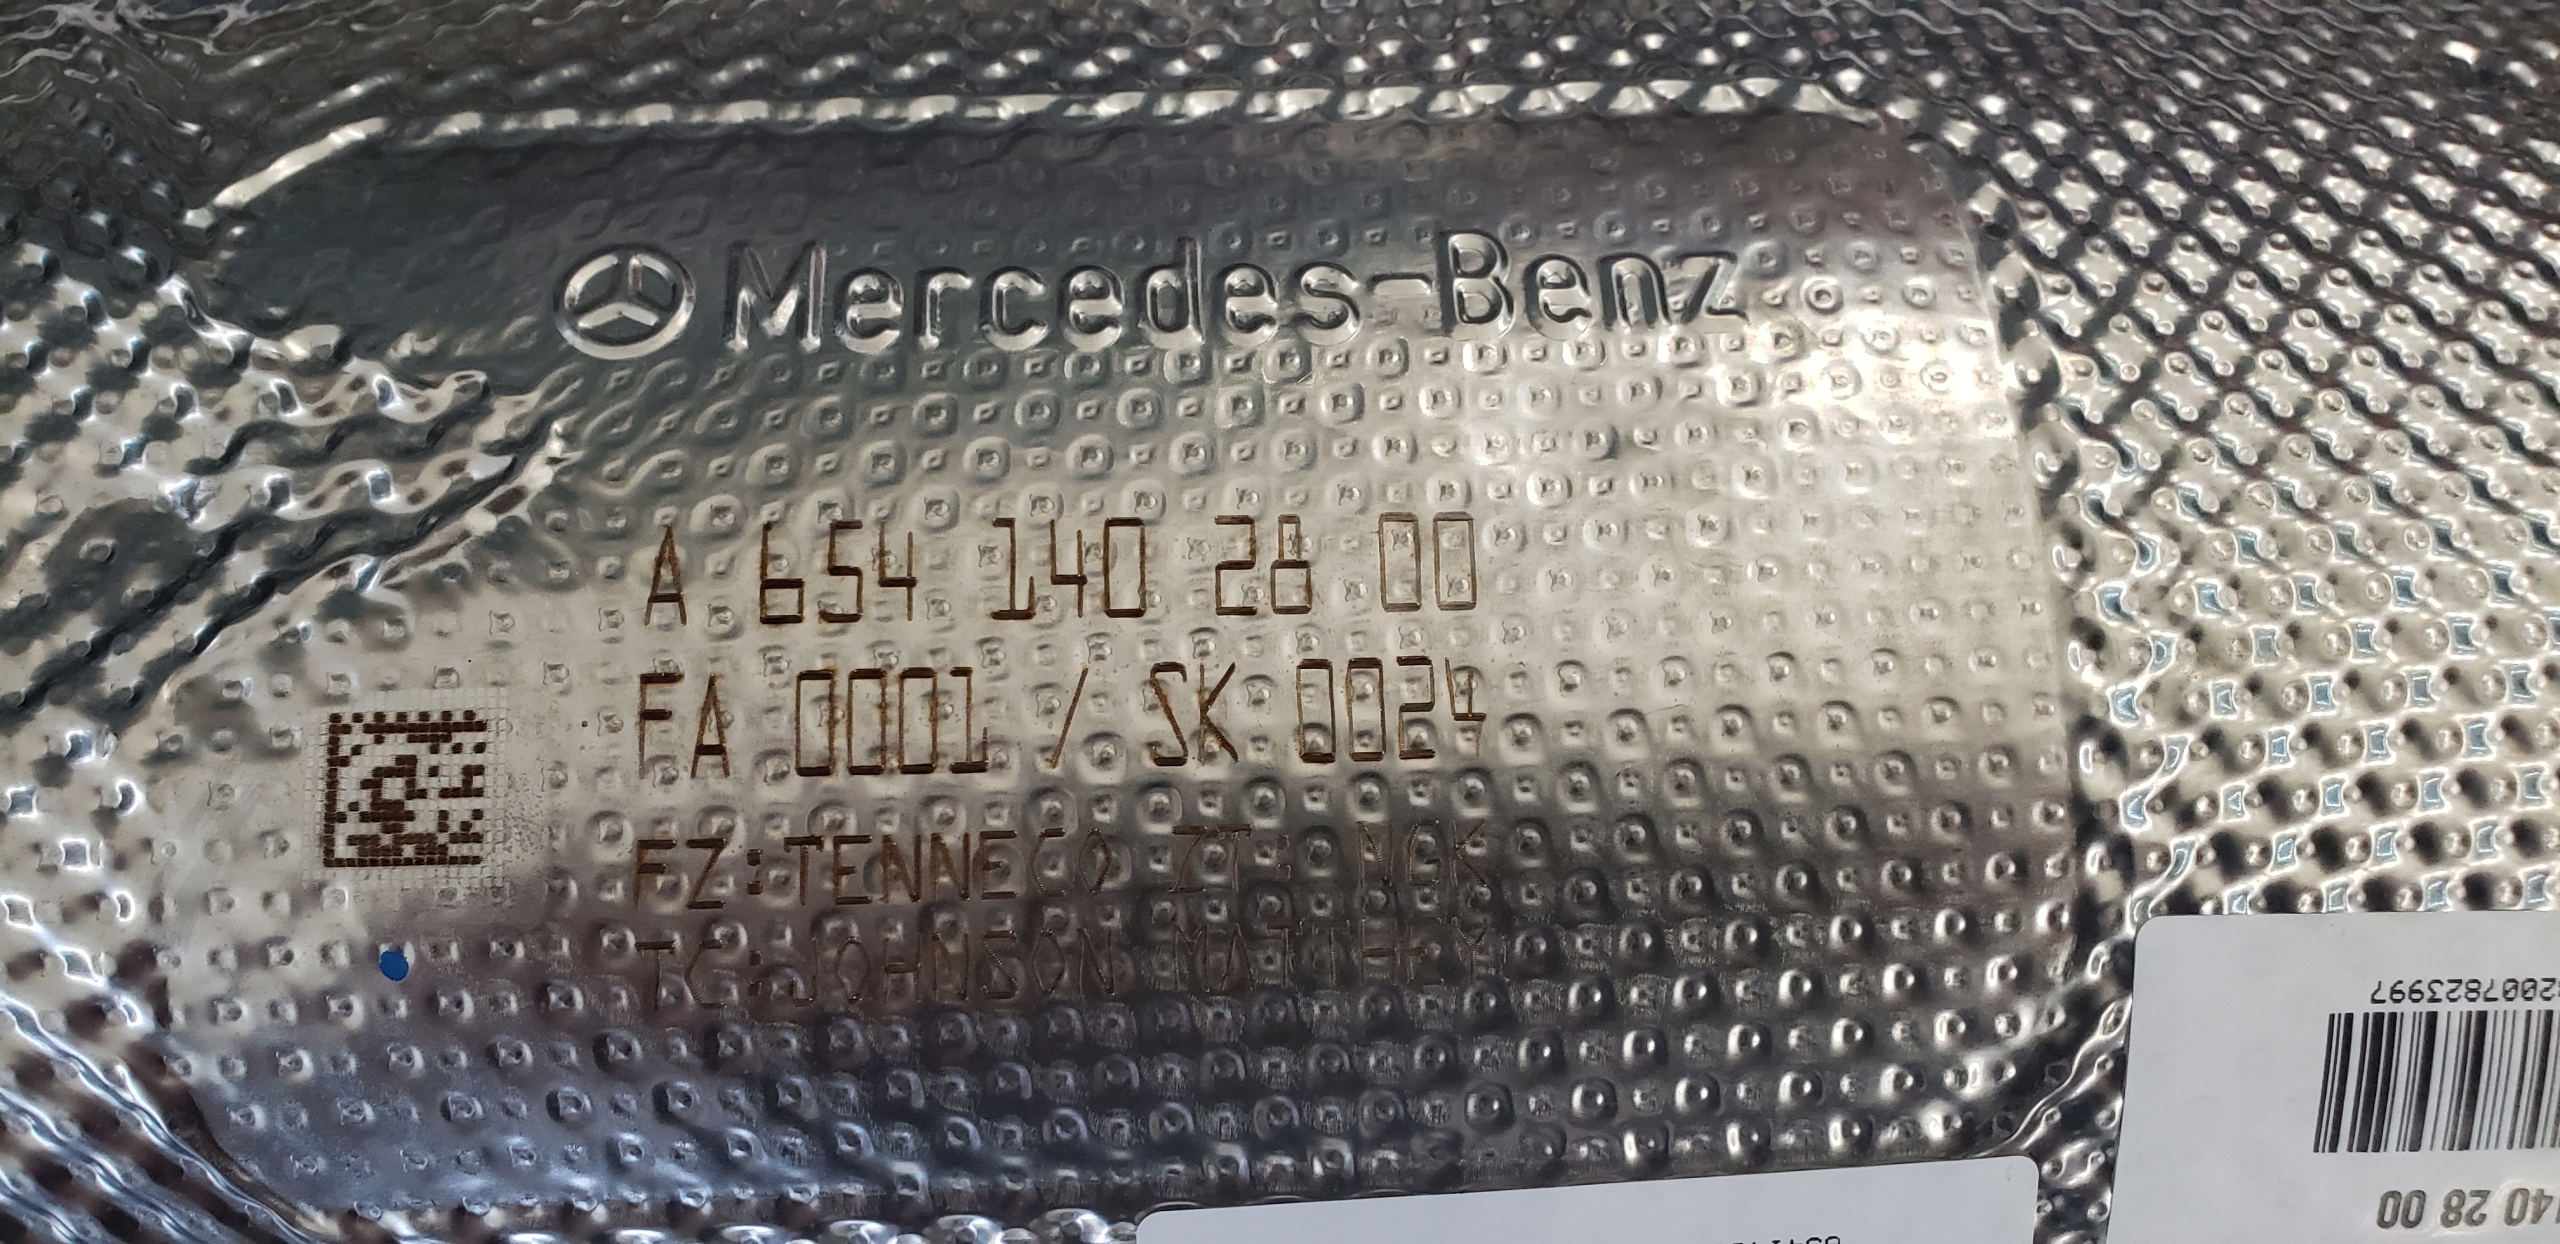 Mercedes-Benz
A 654 140 28 00
FA 0001 / SK 0024
FZ:TENNECO ZT: NGK
TC:JOHNSON MATTHEY
2007823997
140 28 00